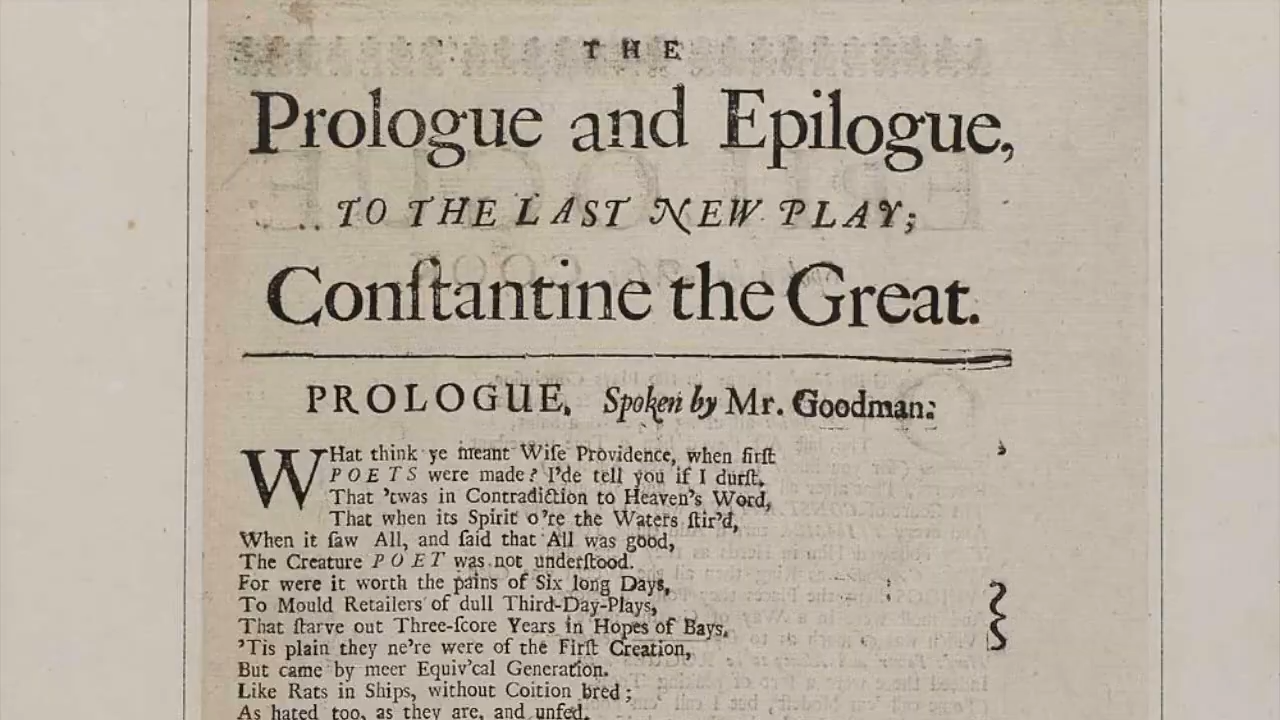 THE
Prologue and Epilogue,
TO THE LAST NEW PLAY;
Conſtantine the Great.
PROLOGUE, Spoken by Mr. Goodman:
WHat think ye meant Wiſe Providence, when firſt
POETS were made? I'de tell you if I durſt,
That 'twas in Contradiction to Heaven's Word,
That when its Spirit o're the Waters ſtir'd,
When it ſaw All, and ſaid that All was good,
The Creature POET was not underſtood.
For were it worth the pains of Six long Days,
To Mould Retailers of dull Third-Day-Plays,
That ſtarve out Three-ſcore Years in Hopes of Bays.
'Tis plain they ne're were of the Firſt Creation,
But came by meer Equiv'cal Generation.
Like Rats in Ships, without Coition bred;
As hated too, as they are, and unfed.